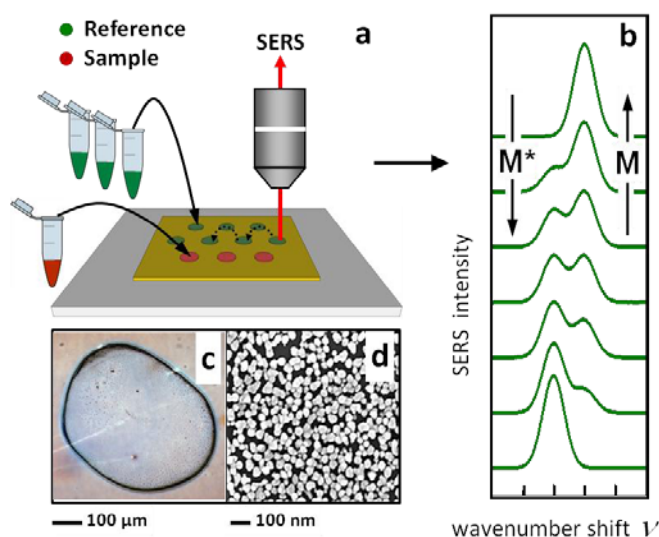 Reference
Sample
SERS
a
b
M*
M
SERS intensity
wavenumber shift ν
c
d
100 µm
100 nm